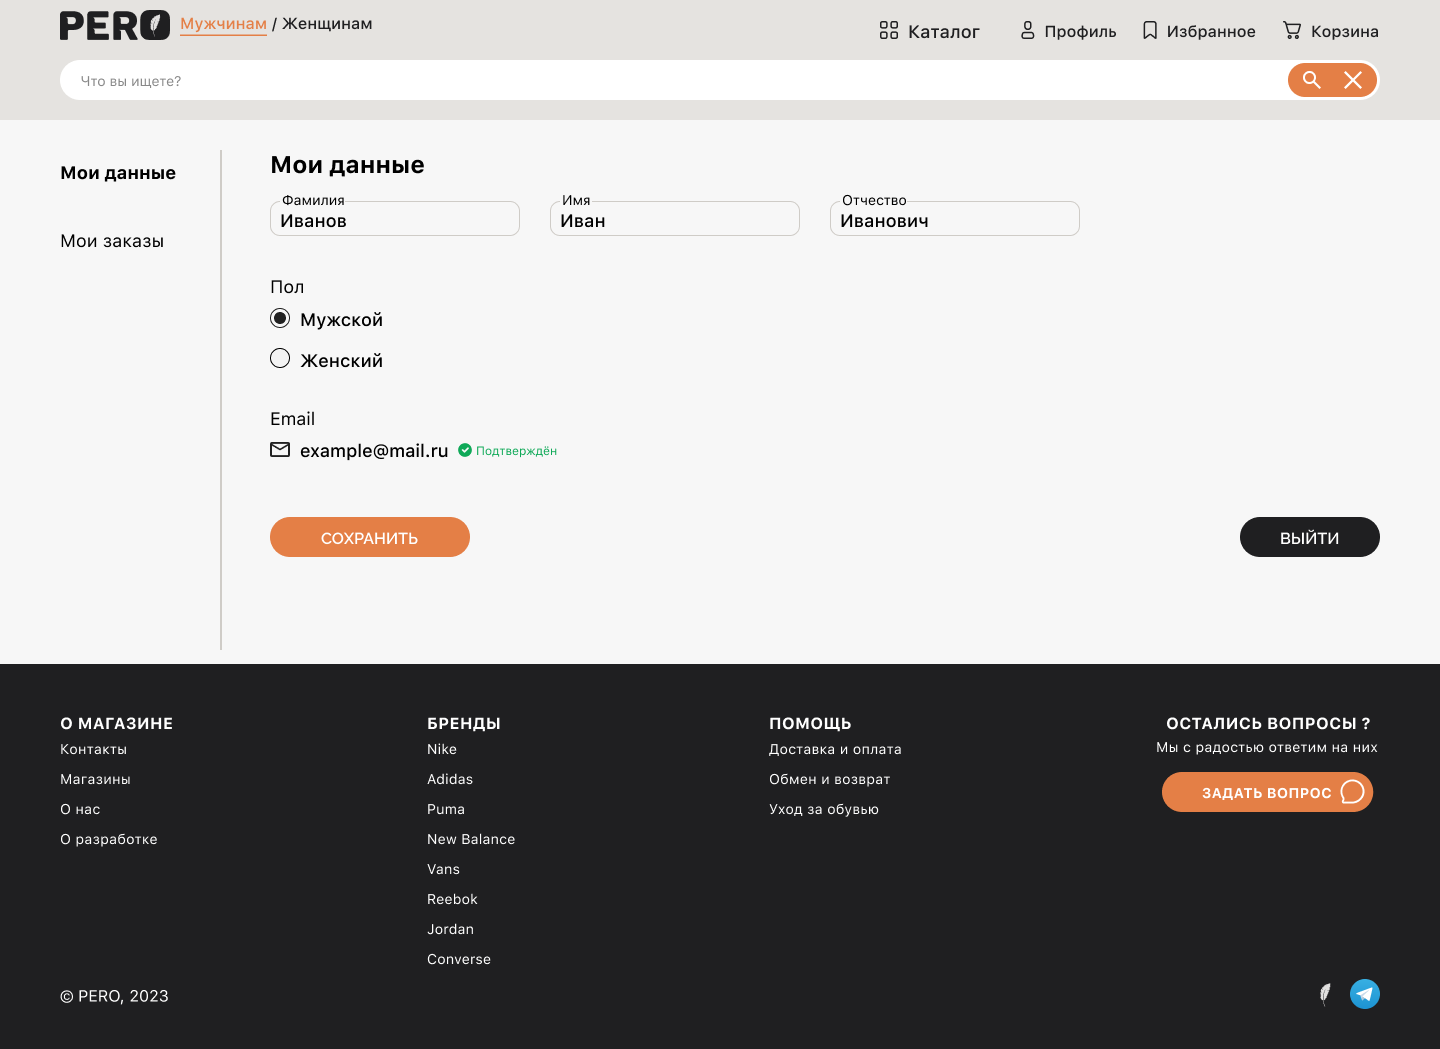 PERO
Мужчинам / Женщинам
Каталог
Профиль
Избранное
Корзина
Что вы ищете?
Мои данные
Мои заказы
Мои данные
Фамилия
Иванов
Имя
Иван
Отчество
Иванович
Пол
Мужской
Женский
Email
example@mail.ru
Подтверждён
СОХРАНИТЬ
ВЫЙТИ
О МАГАЗИНЕ
Контакты
Магазины
О нас
О разработке
БРЕНДЫ
Nike
Adidas
Puma
New Balance
Vans
Reebok
Jordan
Converse
ПОМОЩЬ
Доставка и оплата
Обмен и возврат
Уход за обувью
ОСТАЛИСЬ ВОПРОСЫ ?
Мы с радостью ответим на них
ЗАДАТЬ ВОПРОС
© PERO, 2023